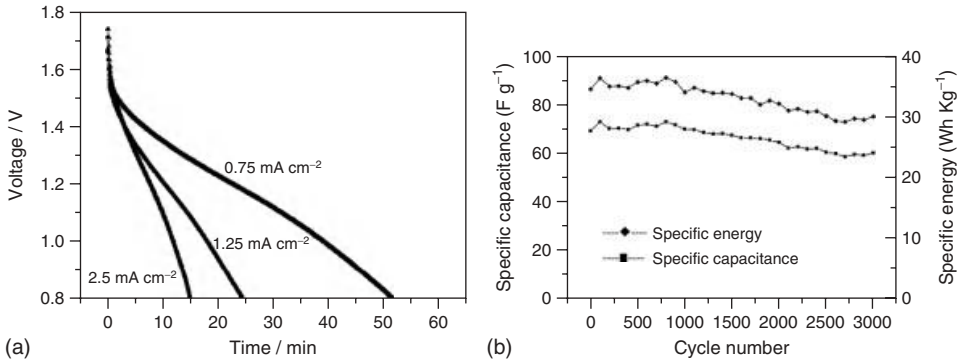 1.8
1.6
1.4
1.2
1.0
0.8
Voltage / V
0.75 mA cm⁻²
1.25 mA cm⁻²
2.5 mA cm⁻²
0 10 20 30 40 50 60
Time / min
(a)
100
80
60
40
20
0
Specific capacitance (F g⁻¹)
Specific energy
Specific capacitance
40
30
20
10
0
Specific energy (Wh Kg⁻¹)
0 500 1000 1500 2000 2500 3000
Cycle number
(b)